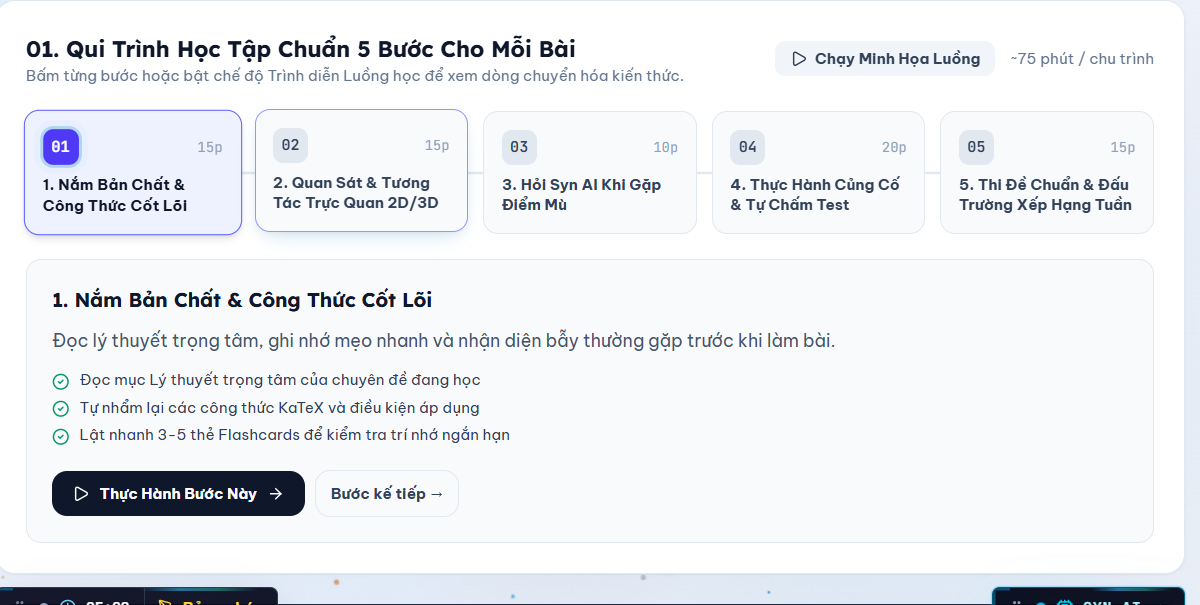 01. Qui Trình Học Tập Chuẩn 5 Bước Cho Mỗi Bài
Bấm từng bước hoặc bật chế độ Trình diễn Luồng học để xem dòng chuyển hóa kiến thức.
Chạy Minh Họa Luồng
~75 phút / chu trình
01
15p
1. Nắm Bản Chất &
Công Thức Cốt Lõi
02
15p
2. Quan Sát & Tương
Tác Trực Quan 2D/3D
03
10p
3. Hỏi Syn AI Khi Gặp
Điểm Mù
04
20p
4. Thực Hành Củng Cố
& Tự Chấm Test
05
15p
5. Thi Đề Chuẩn & Đấu
Trường Xếp Hạng Tuần
1. Nắm Bản Chất & Công Thức Cốt Lõi
Đọc lý thuyết trọng tâm, ghi nhớ mẹo nhanh và nhận diện bẫy thường gặp trước khi làm bài.
Đọc mục Lý thuyết trọng tâm của chuyên đề đang học
Tự nhẩm lại các công thức KaTeX và điều kiện áp dụng
Lật nhanh 3-5 thẻ Flashcards để kiểm tra trí nhớ ngắn hạn
Thực Hành Bước Này →
Bước kế tiếp →
SYN AI